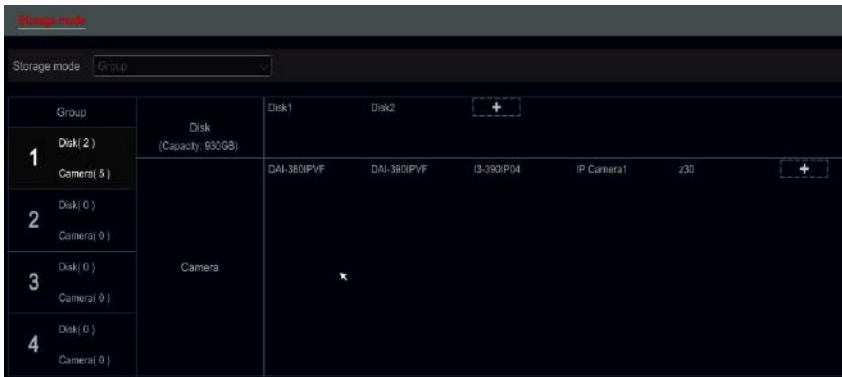 Storage mode
Storage mode Group
Group
Disk
(Capacity: 930GB)
Disk1 Disk2 +
1
Disk( 2 )
Camera( 5 )
Camera
DAI-380IPVF DAI-390IPVF I3-390IP04 IP Camera1 z30 +
2
Disk( 0 )
Camera( 0 )
3
Disk( 0 )
Camera( 0 )
4
Disk( 0 )
Camera( 0 )